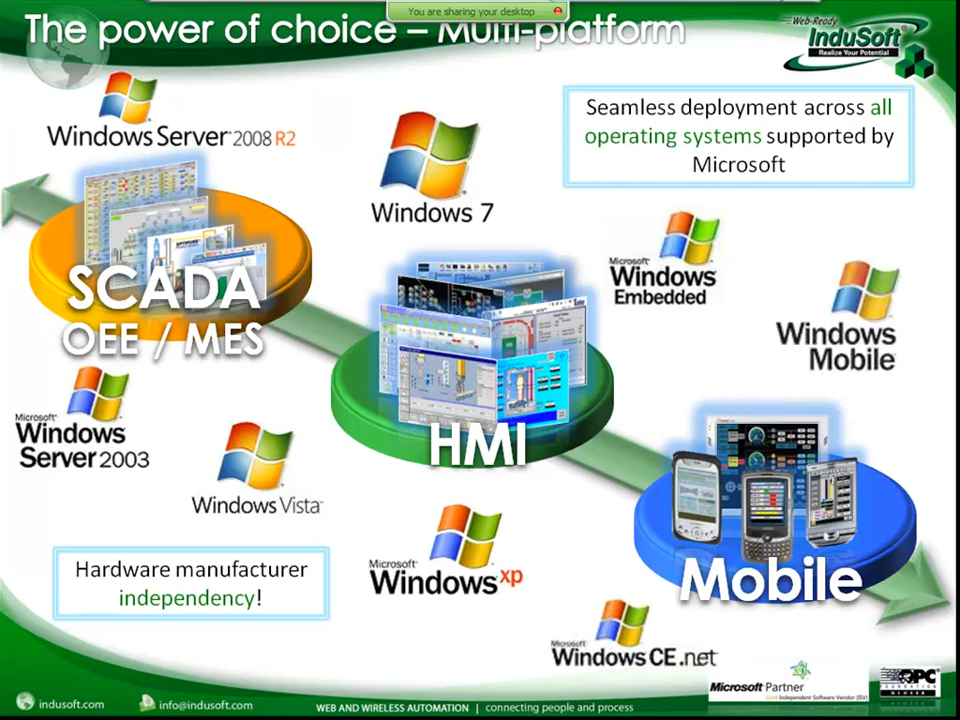 You are sharing your desktop
The power of choice – Multi-platform
Web-Ready
InduSoft
Realize Your Potential
Windows Server 2008 R2
Windows 7
Seamless deployment across all
operating systems supported by
Microsoft
SCADA
OEE / MES
Microsoft
Windows
Embedded
Windows
Mobile
HMI
Microsoft
Windows
Server 2003
Windows Vista
Microsoft
Windows xp
Mobile
Hardware manufacturer
independency!
Microsoft
Windows CE.net
Microsoft Partner
Gold Independent Software Vendor (ISV)
OPC
FOUNDATION
MEMBER
indusoft.com
info@indusoft.com
WEB AND WIRELESS AUTOMATION | connecting people and process